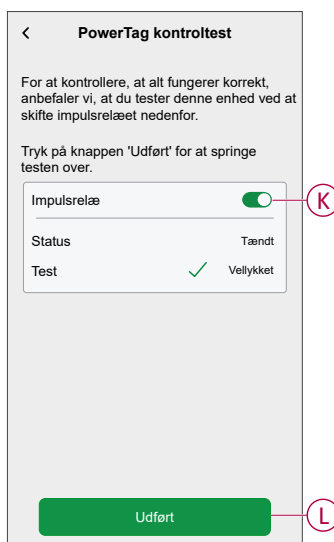 PowerTag kontroltest
For at kontrollere, at alt fungerer korrekt,
anbefaler vi, at du tester denne enhed ved at
skifte impulsrelæet nedenfor.
Tryk på knappen 'Udført' for at springe
testen over.
Impulsrelæ
K
Status Tændt
Test Vellykket
Udført
L